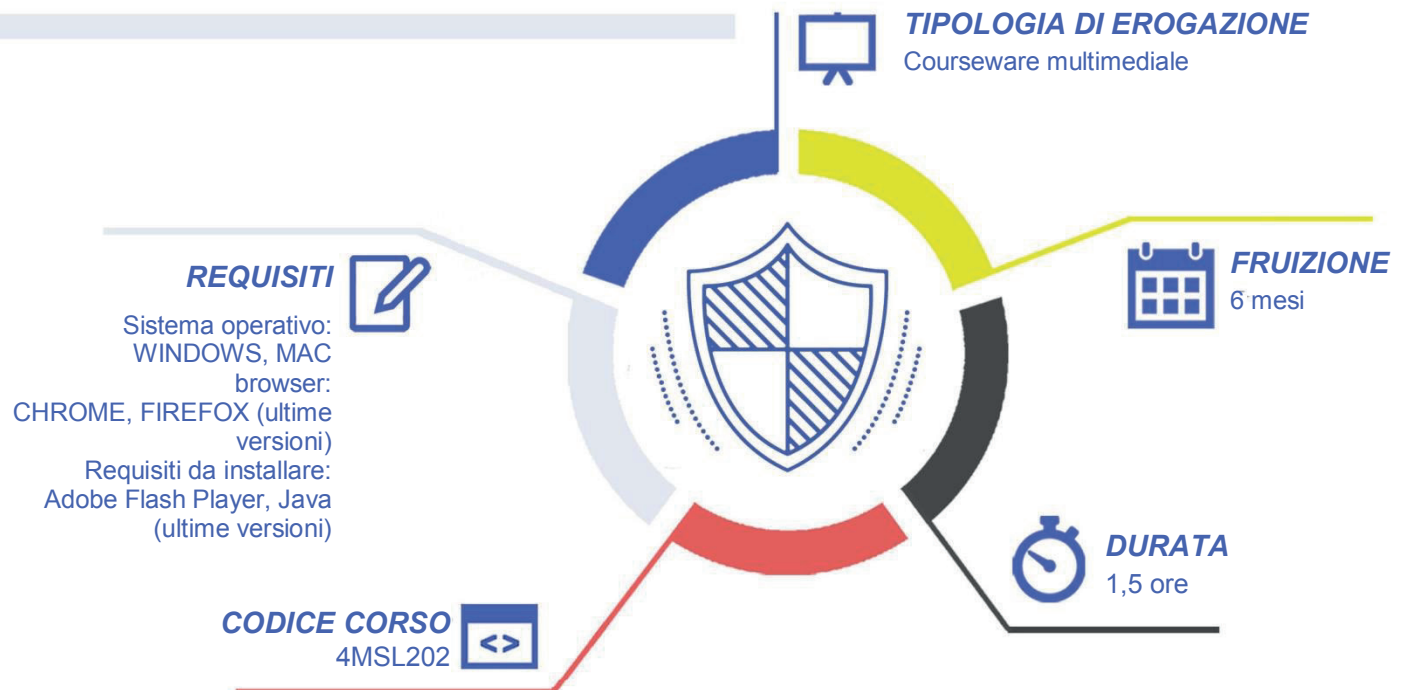 TIPOLOGIA DI EROGAZIONE
Courseware multimediale
REQUISITI
Sistema operativo:
WINDOWS, MAC
browser:
CHROME, FIREFOX (ultime
versioni)
Requisiti da installare:
Adobe Flash Player, Java
(ultime versioni)
FRUIZIONE
6 mesi
DURATA
1,5 ore
CODICE CORSO
4MSL202
<>